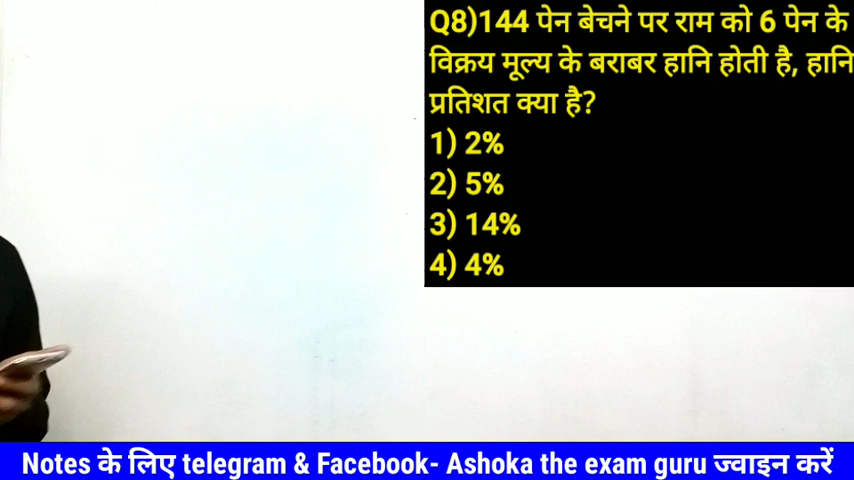 Q8)144 पेन बेचने पर राम को 6 पेन के
विक्रय मूल्य के बराबर हानि होती है, हानि
प्रतिशत क्या है?
1) 2%
2) 5%
3) 14%
4) 4%
Notes के लिए telegram & Facebook- Ashoka the exam guru ज्वाइन करें